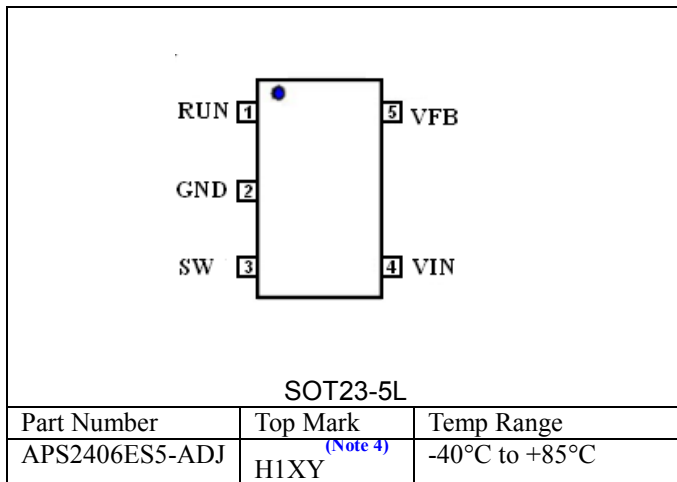 RUN 1 5 VFB
GND 2
SW 3 4 VIN
SOT23-5L
Part Number Top Mark Temp Range
APS2406ES5-ADJ H1XY (Note 4) -40°C to +85°C